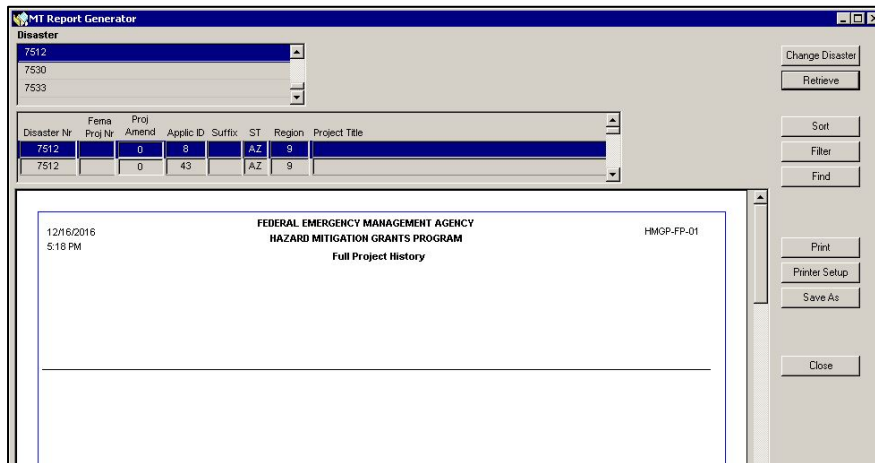 MT Report Generator
Disaster
7512
7530
7533
Change Disaster
Retrieve
Disaster Nr Fema Proj Nr Proj Amend Applic ID Suffix ST Region Project Title
7512 0 8 AZ 9
7512 0 43 AZ 9
Sort
Filter
Find
12/16/2016 FEDERAL EMERGENCY MANAGEMENT AGENCY HMGP-FP-01
5:18 PM HAZARD MITIGATION GRANTS PROGRAM
Full Project History
Print
Printer Setup
Save As
Close